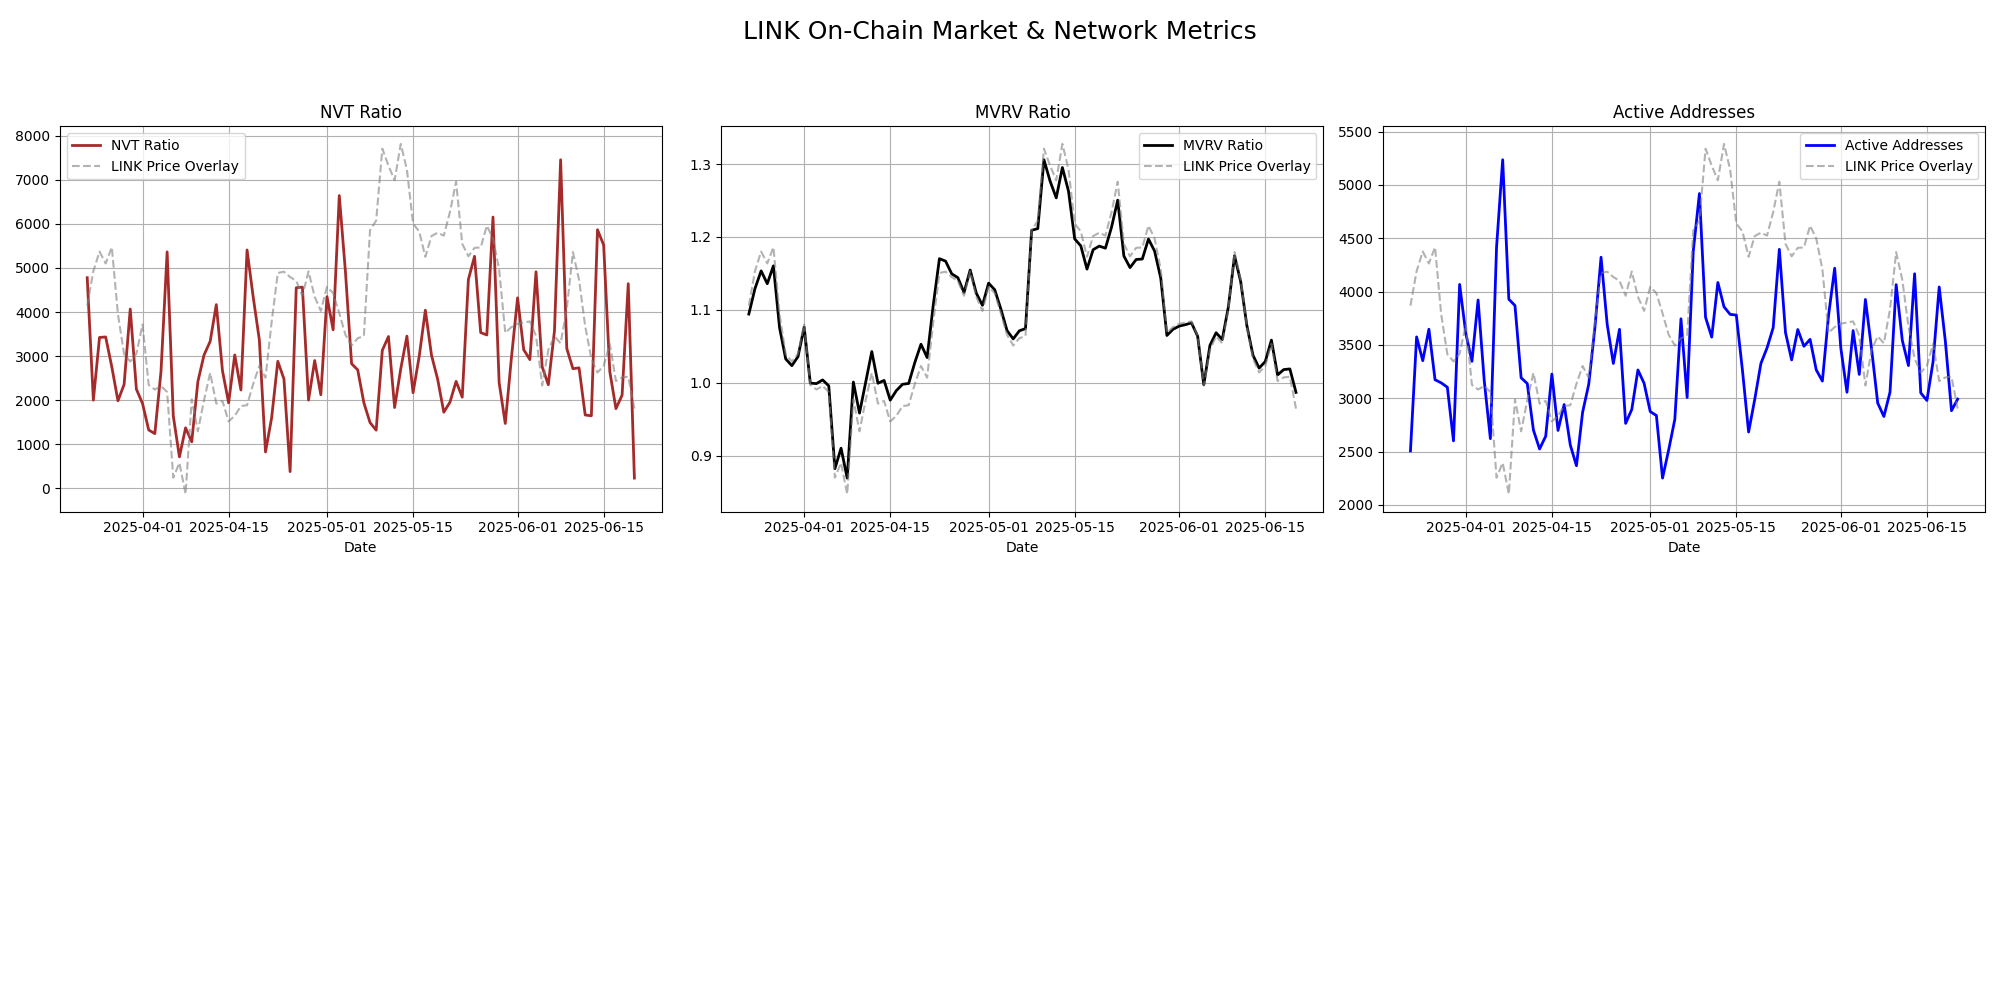 LINK On-Chain Market & Network Metrics
NVT Ratio
8000
7000
6000
5000
4000
3000
2000
1000
0
NVT Ratio
LINK Price Overlay
2025-04-01 2025-04-15 2025-05-01 2025-05-15 2025-06-01 2025-06-15
Date
MVRV Ratio
1.3
1.2
1.1
1.0
0.9
MVRV Ratio
LINK Price Overlay
2025-04-01 2025-04-15 2025-05-01 2025-05-15 2025-06-01 2025-06-15
Date
Active Addresses
5500
5000
4500
4000
3500
3000
2500
2000
Active Addresses
LINK Price Overlay
2025-04-01 2025-04-15 2025-05-01 2025-05-15 2025-06-01 2025-06-15
Date